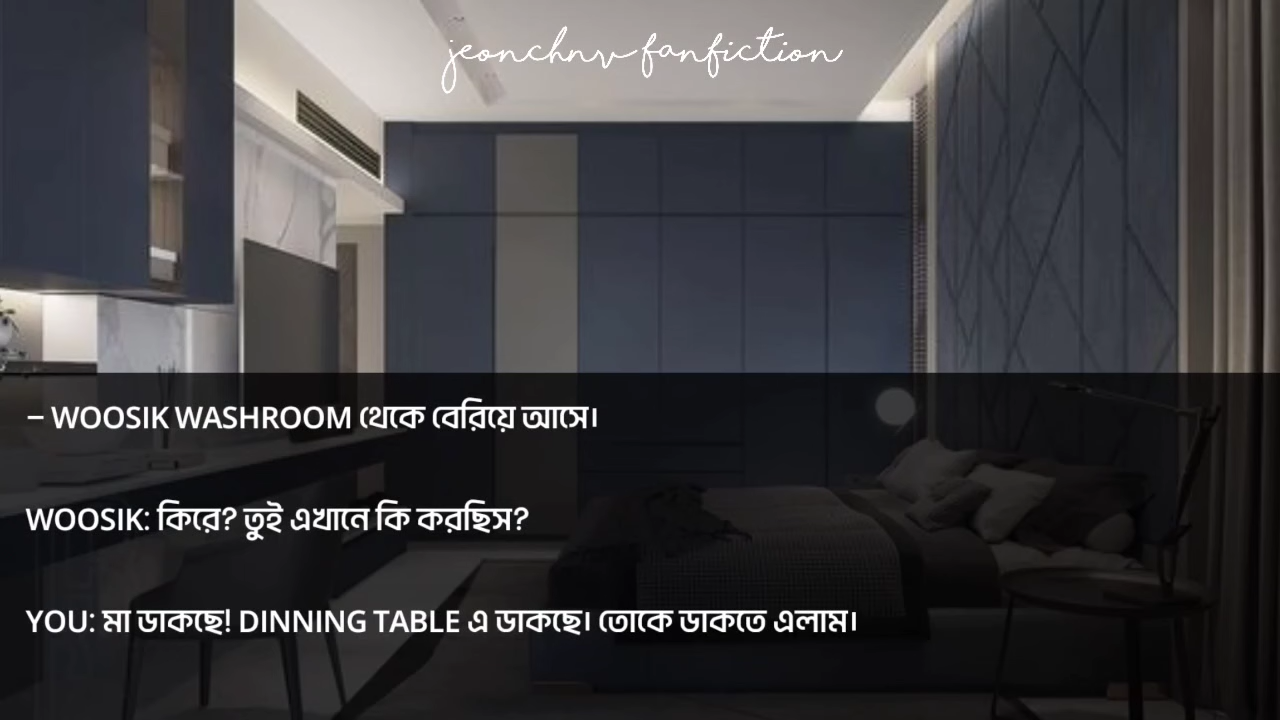 jeonchnv fanfiction
– WOOSIK WASHROOM থেকে বেরিয়ে আসে।
WOOSIK: কিরে? তুই এখানে কি করছিস?
YOU: মা ডাকছে! DINNING TABLE এ ডাকছে। তোকে ডাকতে এলাম।